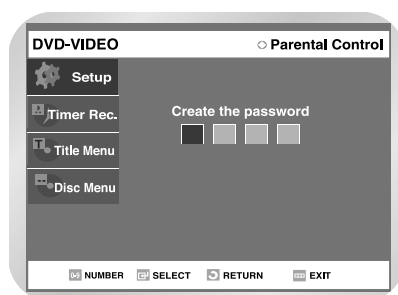 DVD-VIDEO
Parental Control
Setup
Timer Rec.
Create the password
Title Menu
Disc Menu
NUMBER SELECT RETURN EXIT